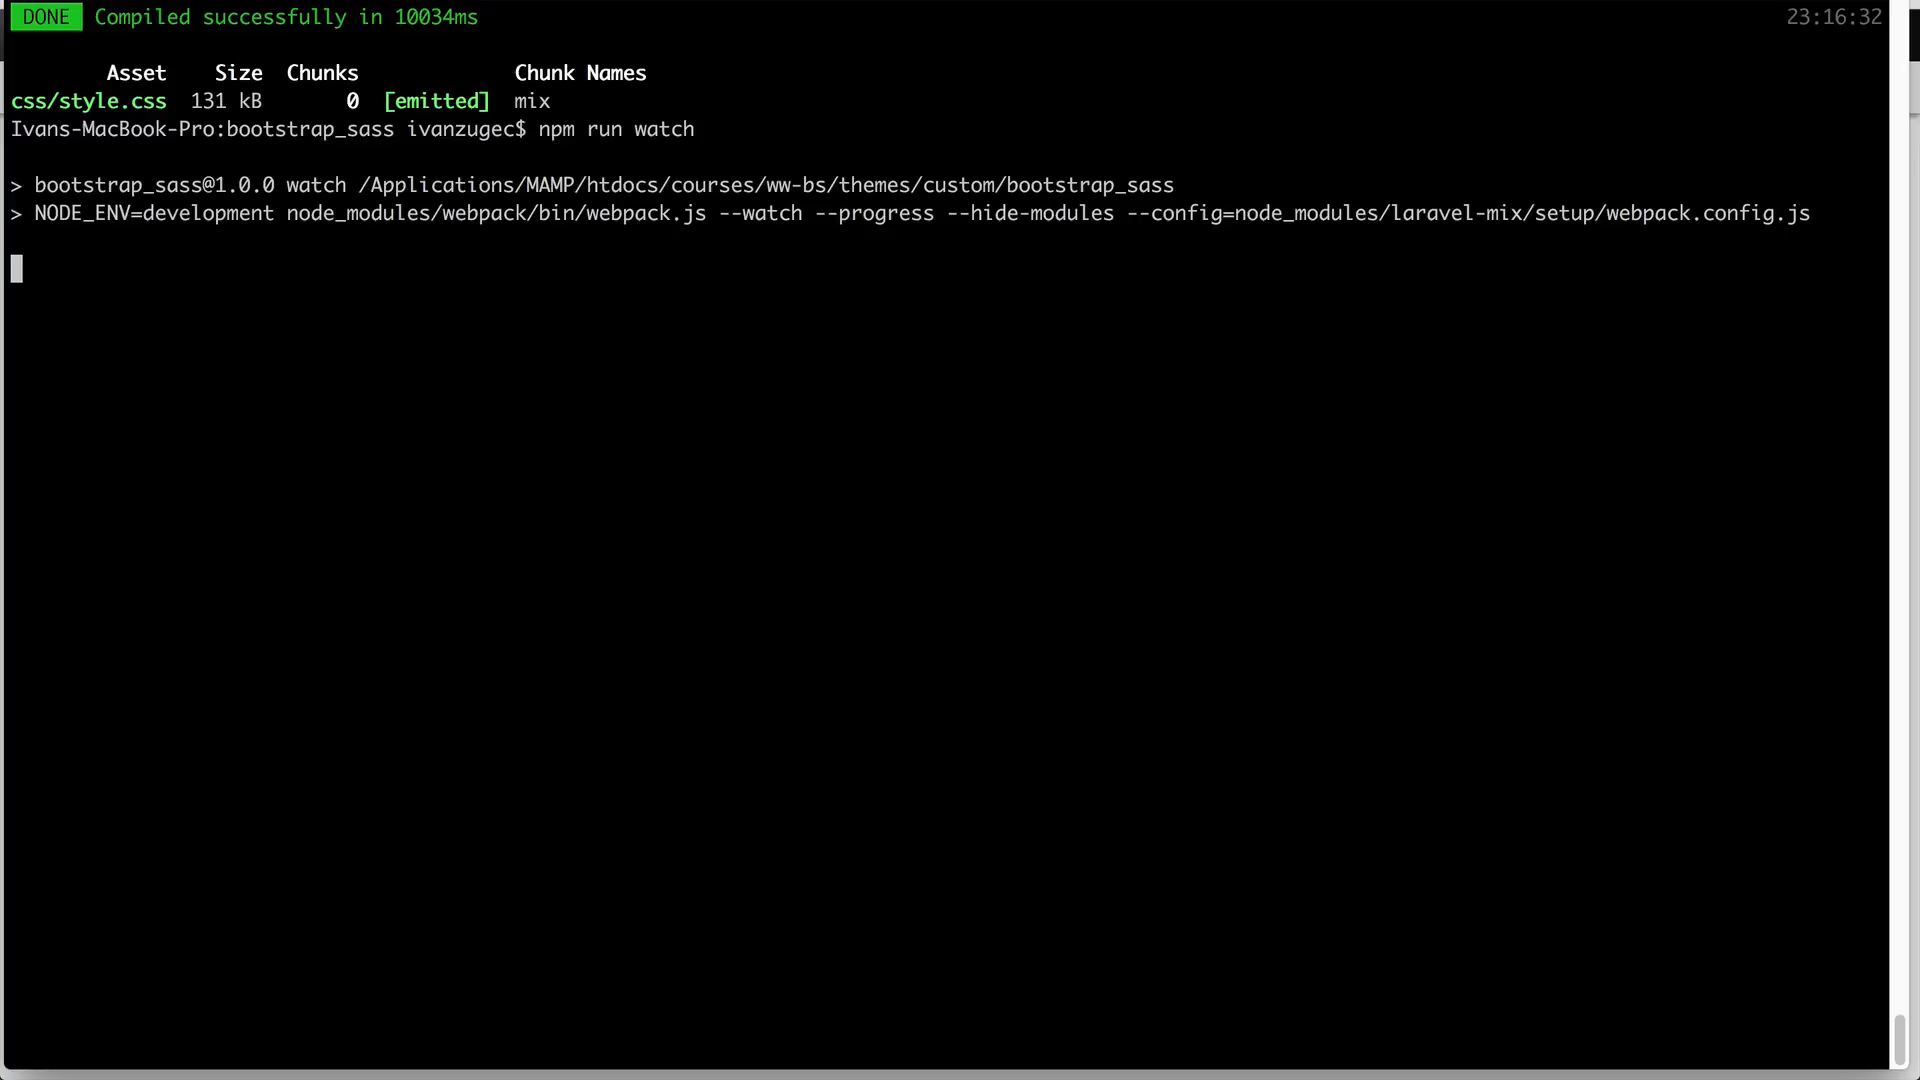 DONE Compiled successfully in 10034ms 23:16:32
Asset Size Chunks Chunk Names
css/style.css 131 kB 0 [emitted] mix
Ivans-MacBook-Pro:bootstrap_sass ivanzugec$ npm run watch
> bootstrap_sass@1.0.0 watch /Applications/MAMP/htdocs/courses/ww-bs/themes/custom/bootstrap_sass
> NODE_ENV=development node_modules/webpack/bin/webpack.js --watch --progress --hide-modules --config=node_modules/laravel-mix/setup/webpack.config.js